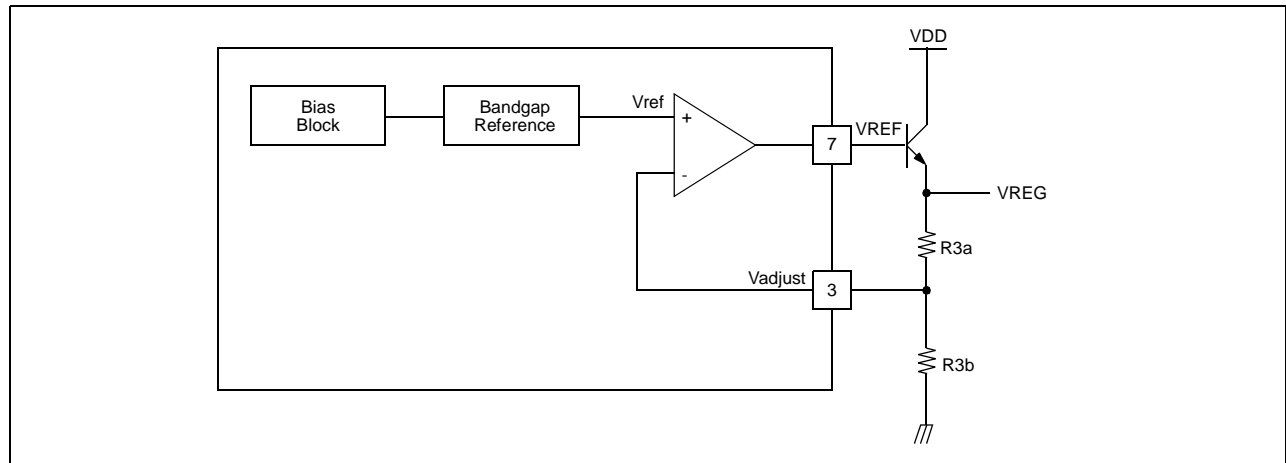 VDD
Bias
Block
Bandgap
Reference
Vref
+
-
7
VREF
VREG
R3a
Vadjust
3
R3b